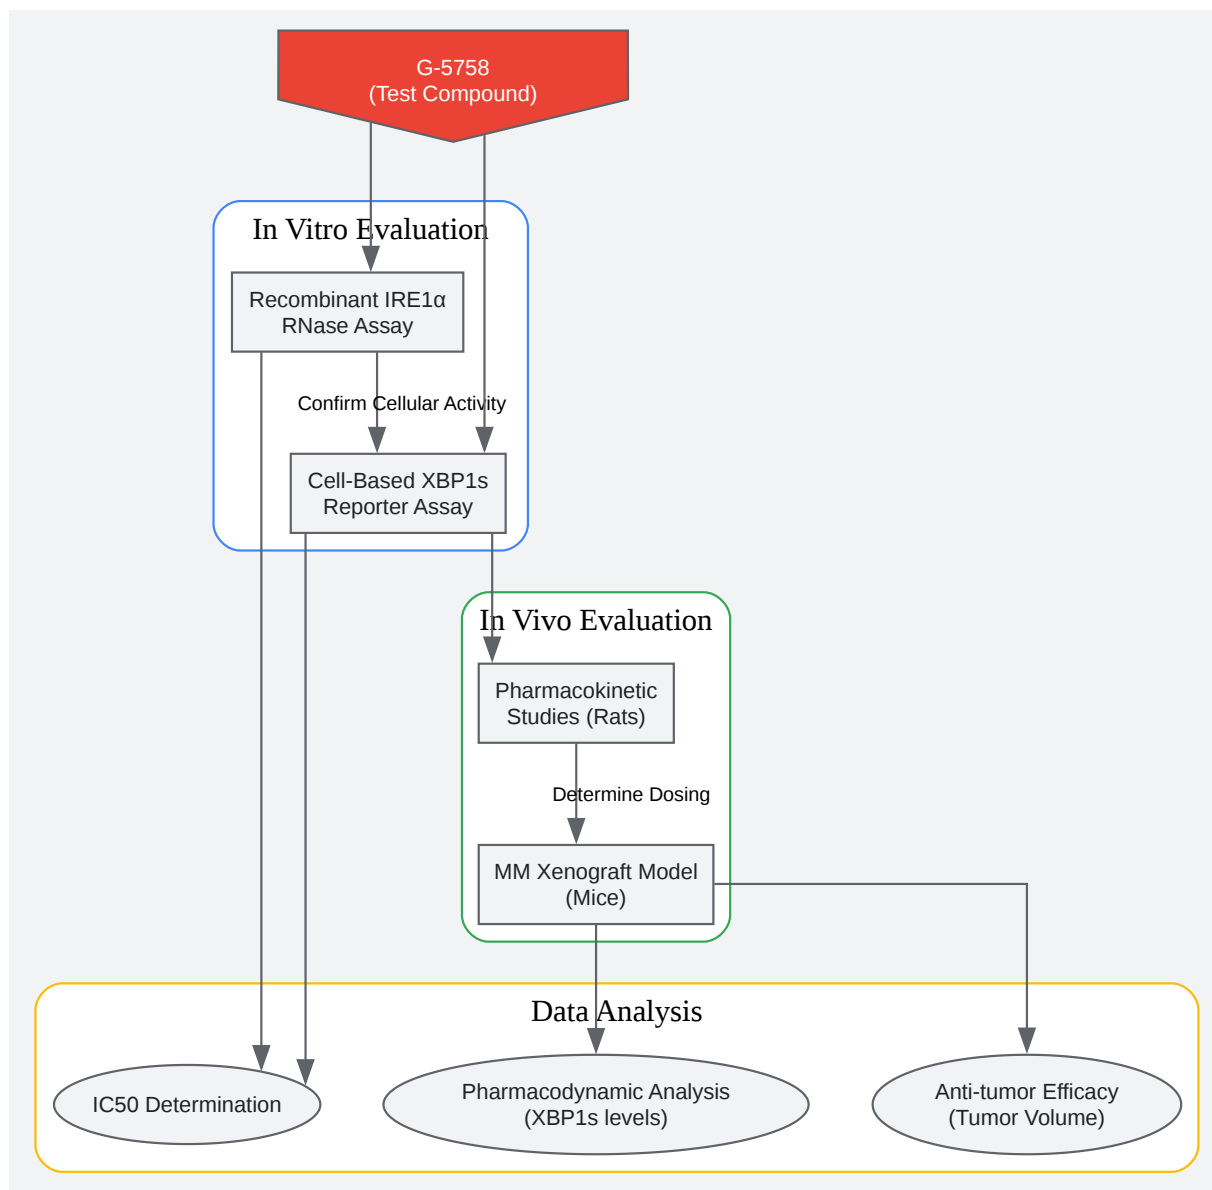 G-5758
(Test Compound)
In Vitro Evaluation
Recombinant IRE1α
RNase Assay
Confirm Cellular Activity
Cell-Based XBP1s
Reporter Assay
In Vivo Evaluation
Pharmacokinetic
Studies (Rats)
Determine Dosing
MM Xenograft Model
(Mice)
Data Analysis
IC50 Determination
Pharmacodynamic Analysis
(XBP1s levels)
Anti-tumor Efficacy
(Tumor Volume)